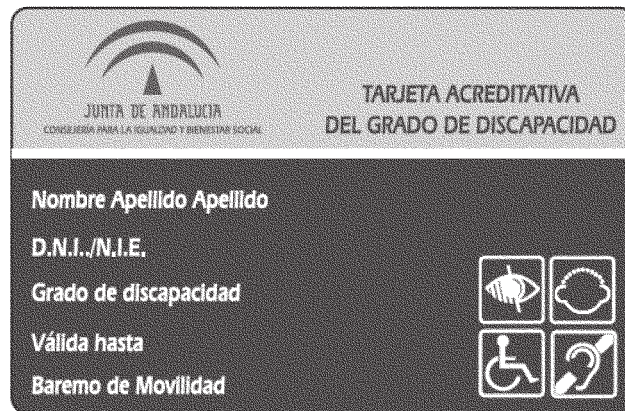 JUNTA DE ANDALUCIA
CONSEJERÍA PARA LA IGUALDAD Y BIENESTAR SOCIAL
TARJETA ACREDITATIVA
DEL GRADO DE DISCAPACIDAD
Nombre Apellido Apellido
D.N.I../N.I.E.
Grado de discapacidad
Válida hasta
Baremo de Movilidad